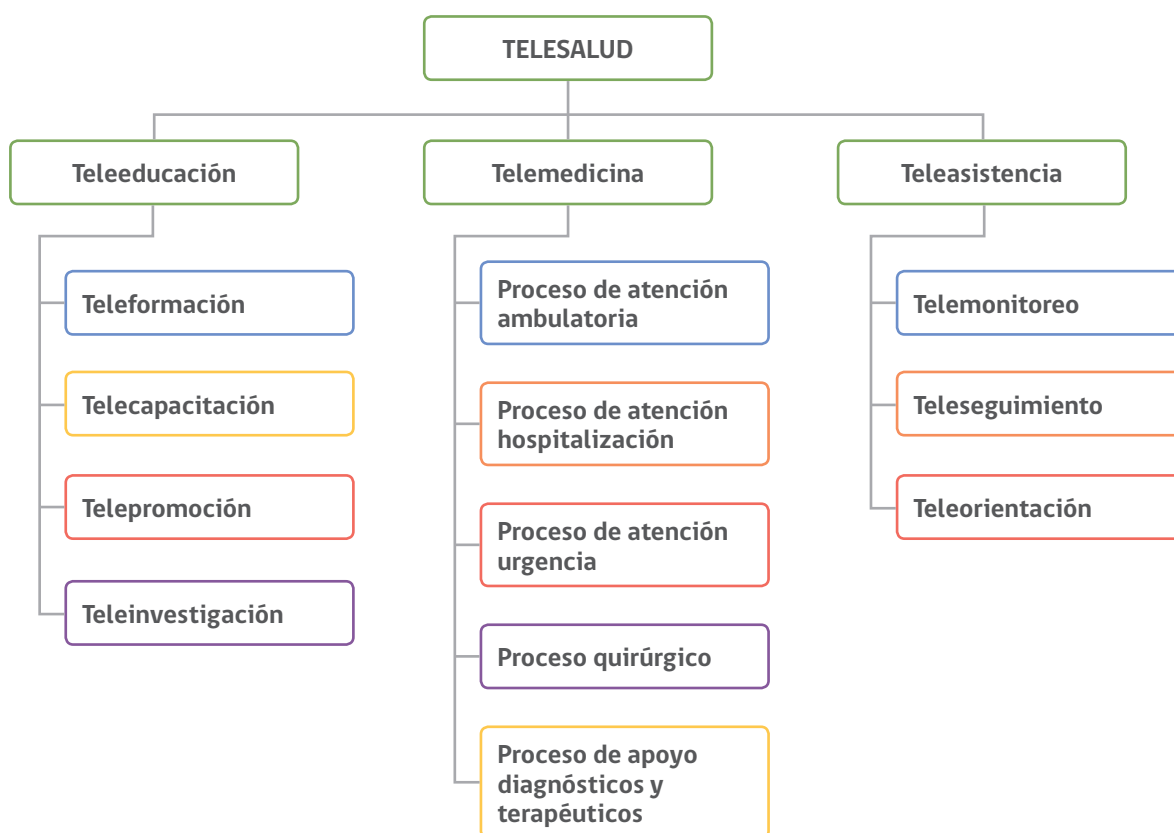 TELESALUD
Teleeducación
Teleformación
Telecapacitación
Telepromoción
Teleinvestigación
Telemedicina
Proceso de atención
ambulatoria
Proceso de atención
hospitalización
Proceso de atención
urgencia
Proceso quirúrgico
Proceso de apoyo
diagnósticos y
terapéuticos
Teleasistencia
Telemonitoreo
Teleseguimiento
Teleorientación